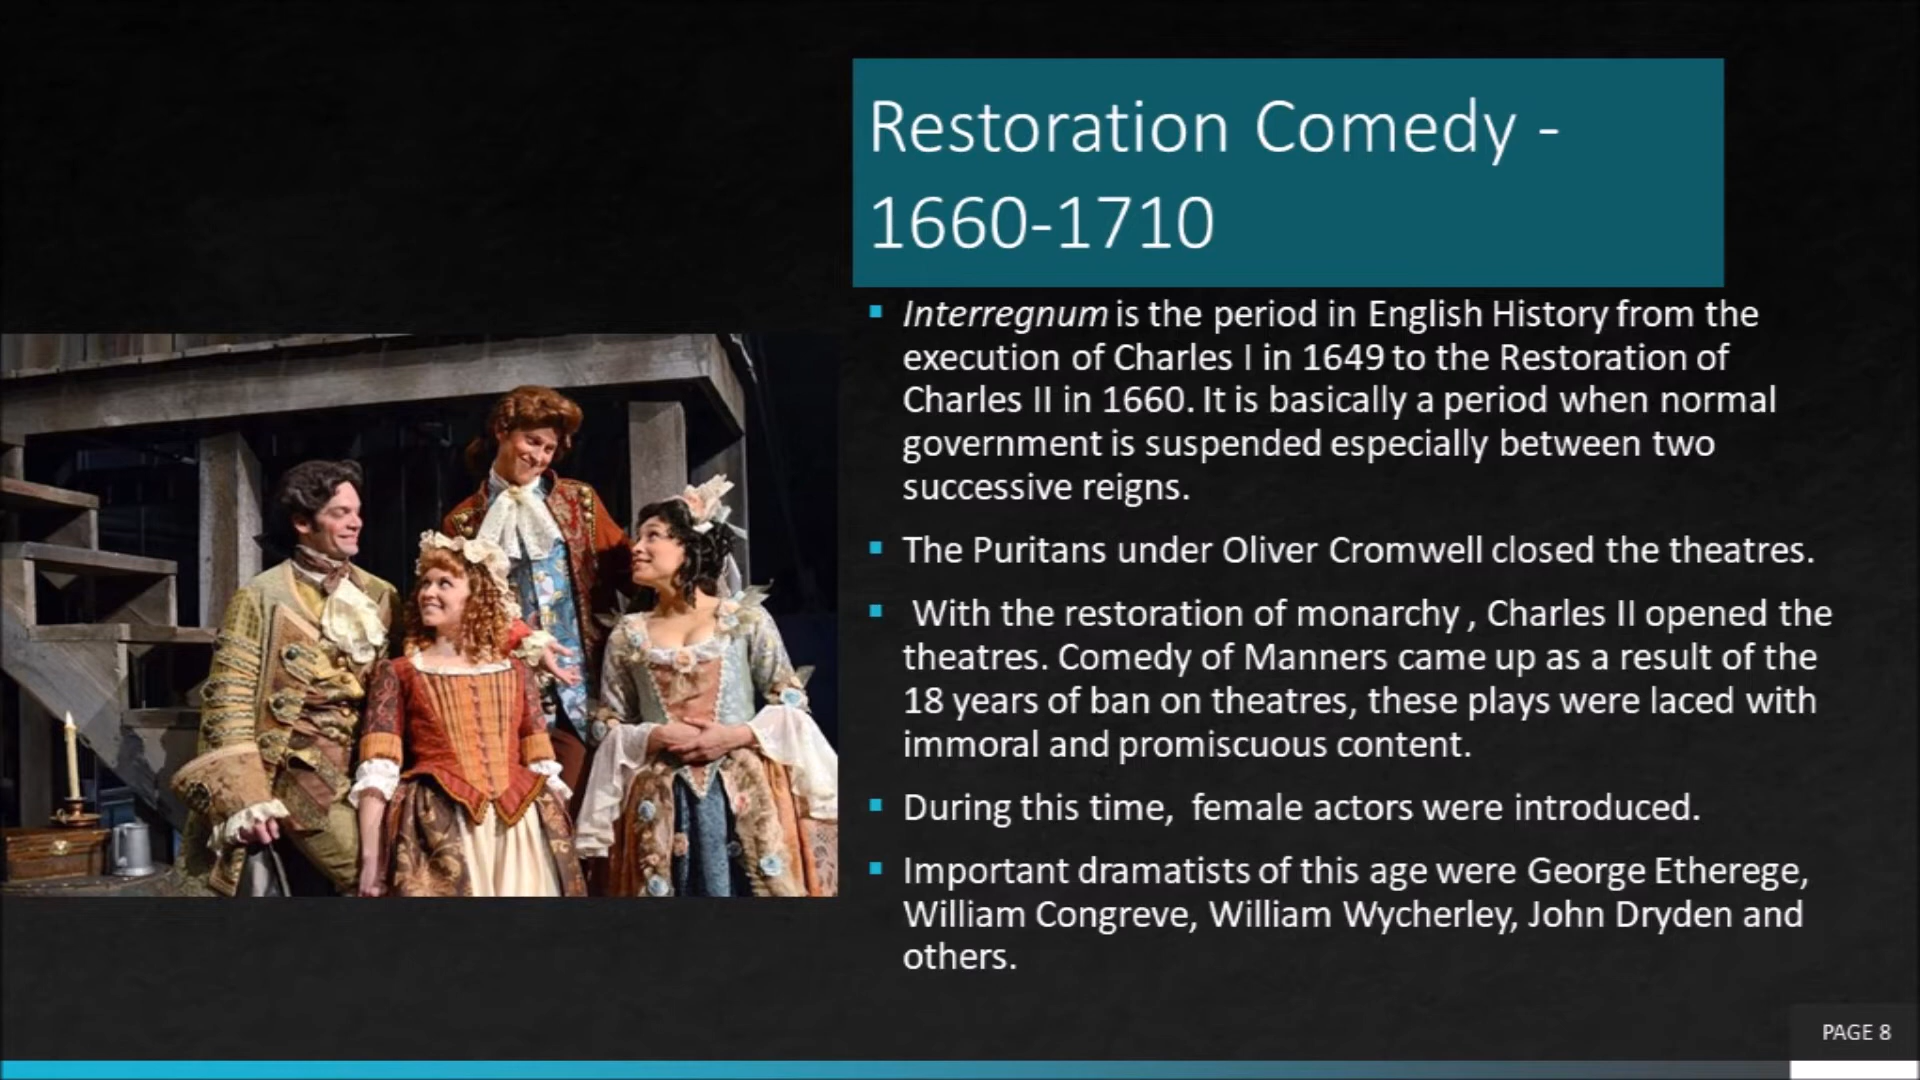 Restoration Comedy -
1660-1710
▪ Interregnum is the period in English History from the
execution of Charles I in 1649 to the Restoration of
Charles II in 1660. It is basically a period when normal
government is suspended especially between two
successive reigns.
▪ The Puritans under Oliver Cromwell closed the theatres.
▪ With the restoration of monarchy , Charles II opened the
theatres. Comedy of Manners came up as a result of the
18 years of ban on theatres, these plays were laced with
immoral and promiscuous content.
▪ During this time, female actors were introduced.
▪ Important dramatists of this age were George Etherege,
William Congreve, William Wycherley, John Dryden and
others.
PAGE 8